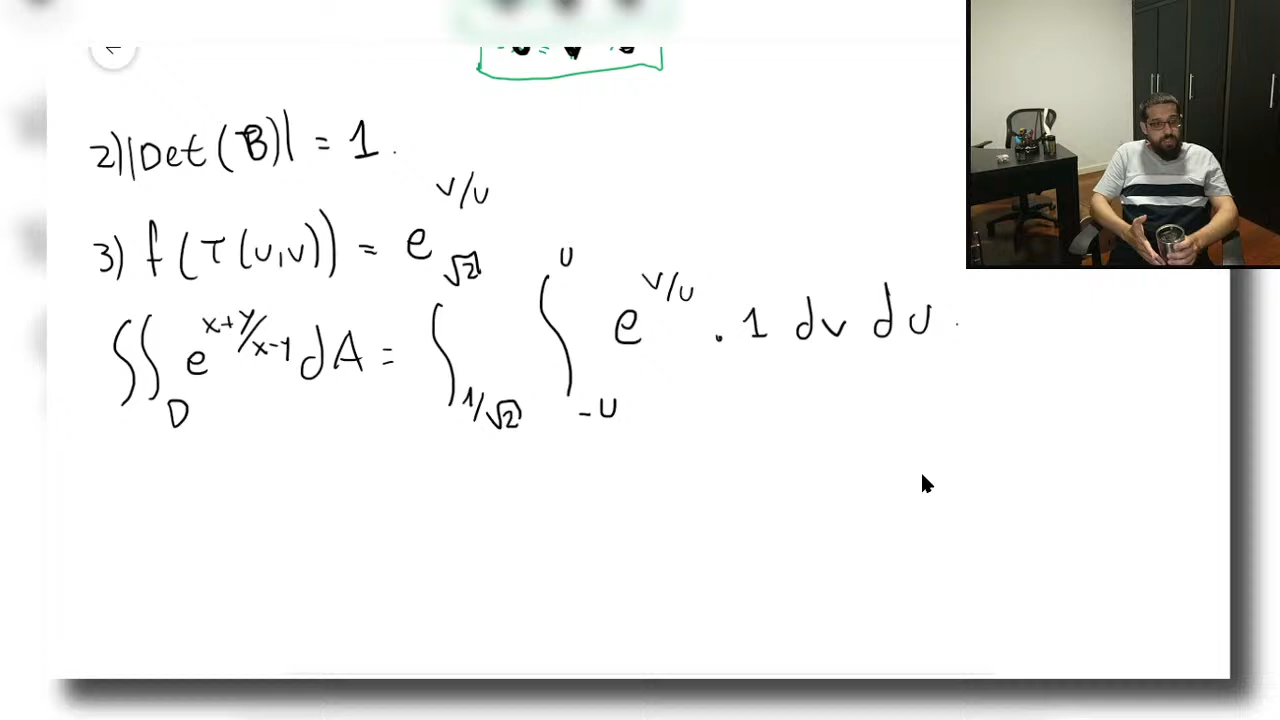 2) |Det(B)| = 1.
3) f(T(u,v)) = e^{v/u}
∬_D e^{x+y/x-y} dA = ∫_{1/√2}^{√2} ∫_{-u}^{u} e^{v/u} . 1 dv du.